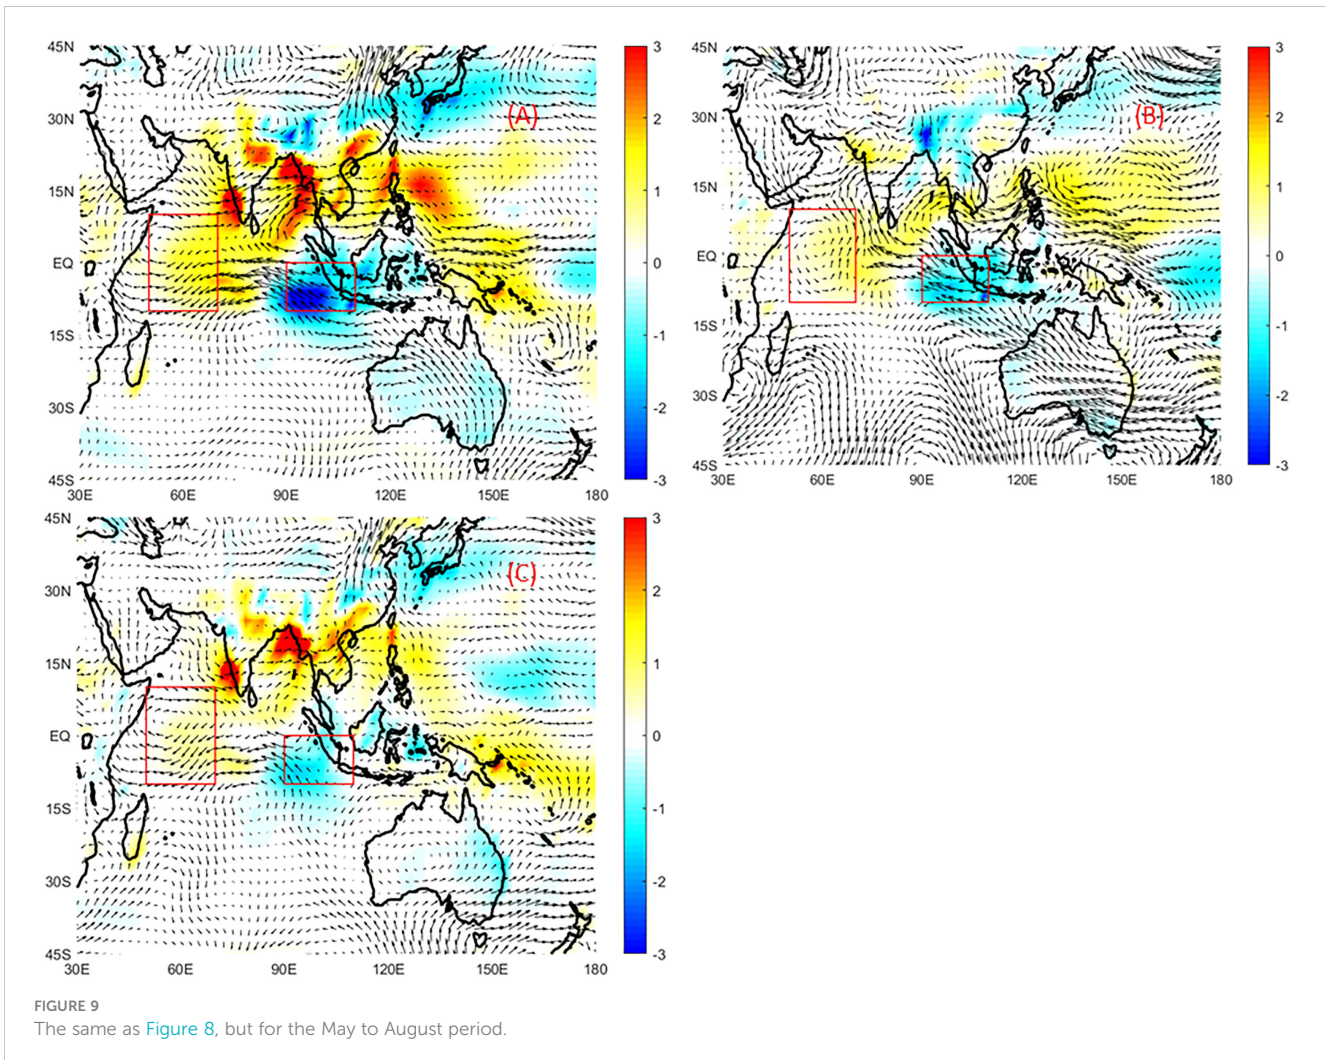 45N
30N
15N
EQ
15S
30S
45S
30E
60E
90E
120E
150E
180
3
2
1
0
-1
-2
-3
(A)
45N
30N
15N
EQ
15S
30S
45S
30E
60E
90E
120E
150E
180
3
2
1
0
-1
-2
-3
(B)
45N
30N
15N
EQ
15S
30S
45S
30E
60E
90E
120E
150E
180
3
2
1
0
-1
-2
-3
(C)
FIGURE 9
The same as Figure 8, but for the May to August period.